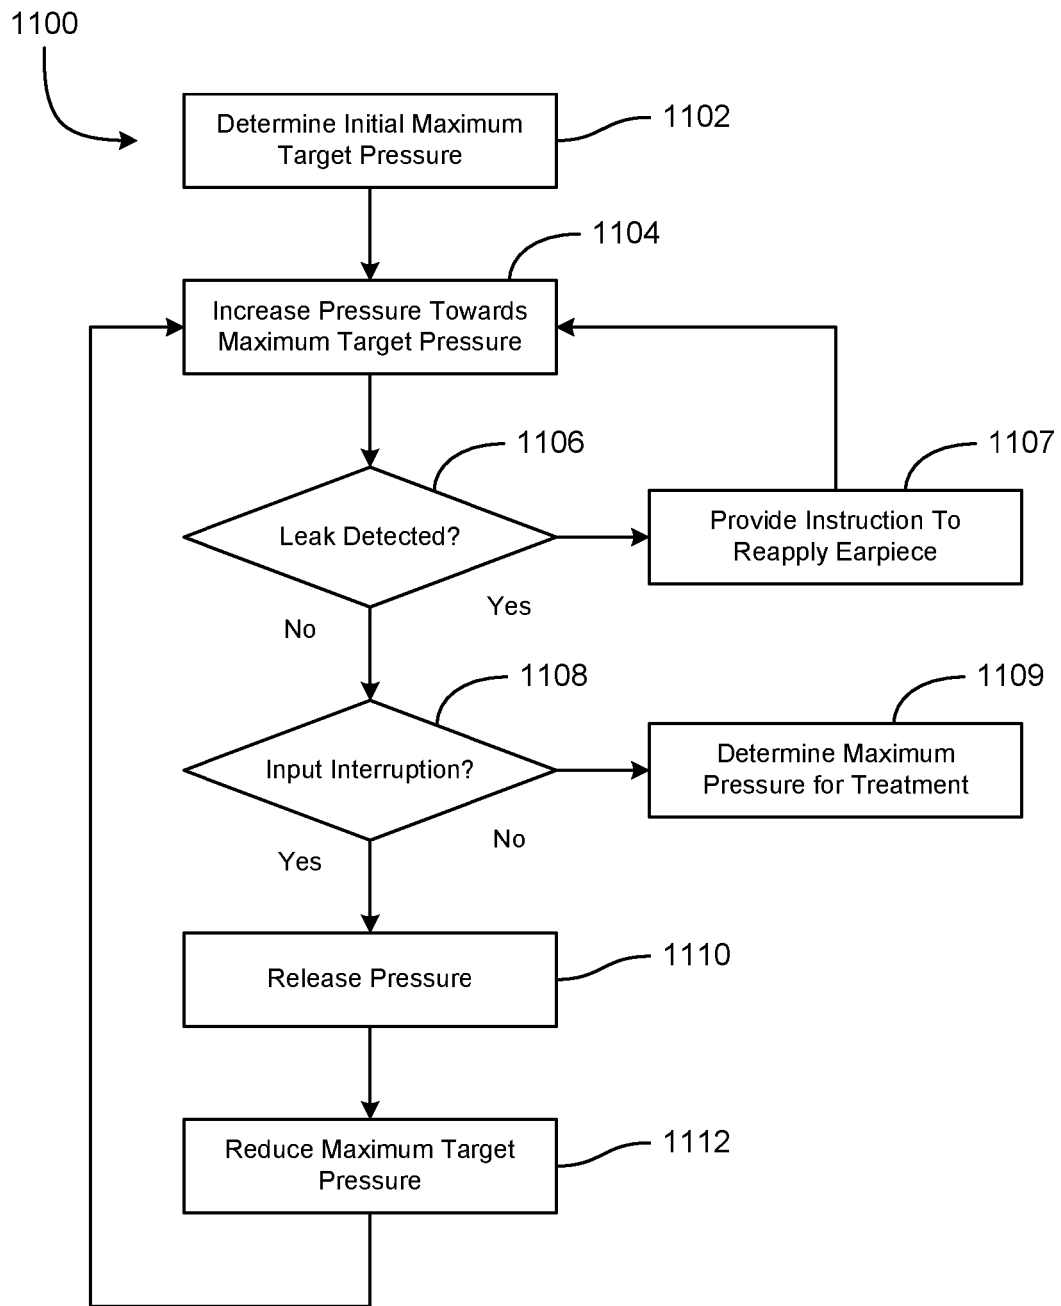 1100
Determine Initial Maximum
Target Pressure
1102
1104
Increase Pressure Towards
Maximum Target Pressure
1106
1107
Leak Detected?
Provide Instruction To
Reapply Earpiece
Yes
No
1108
1109
Input Interruption?
Determine Maximum
Pressure for Treatment
No
Yes
1110
Release Pressure
1112
Reduce Maximum Target
Pressure